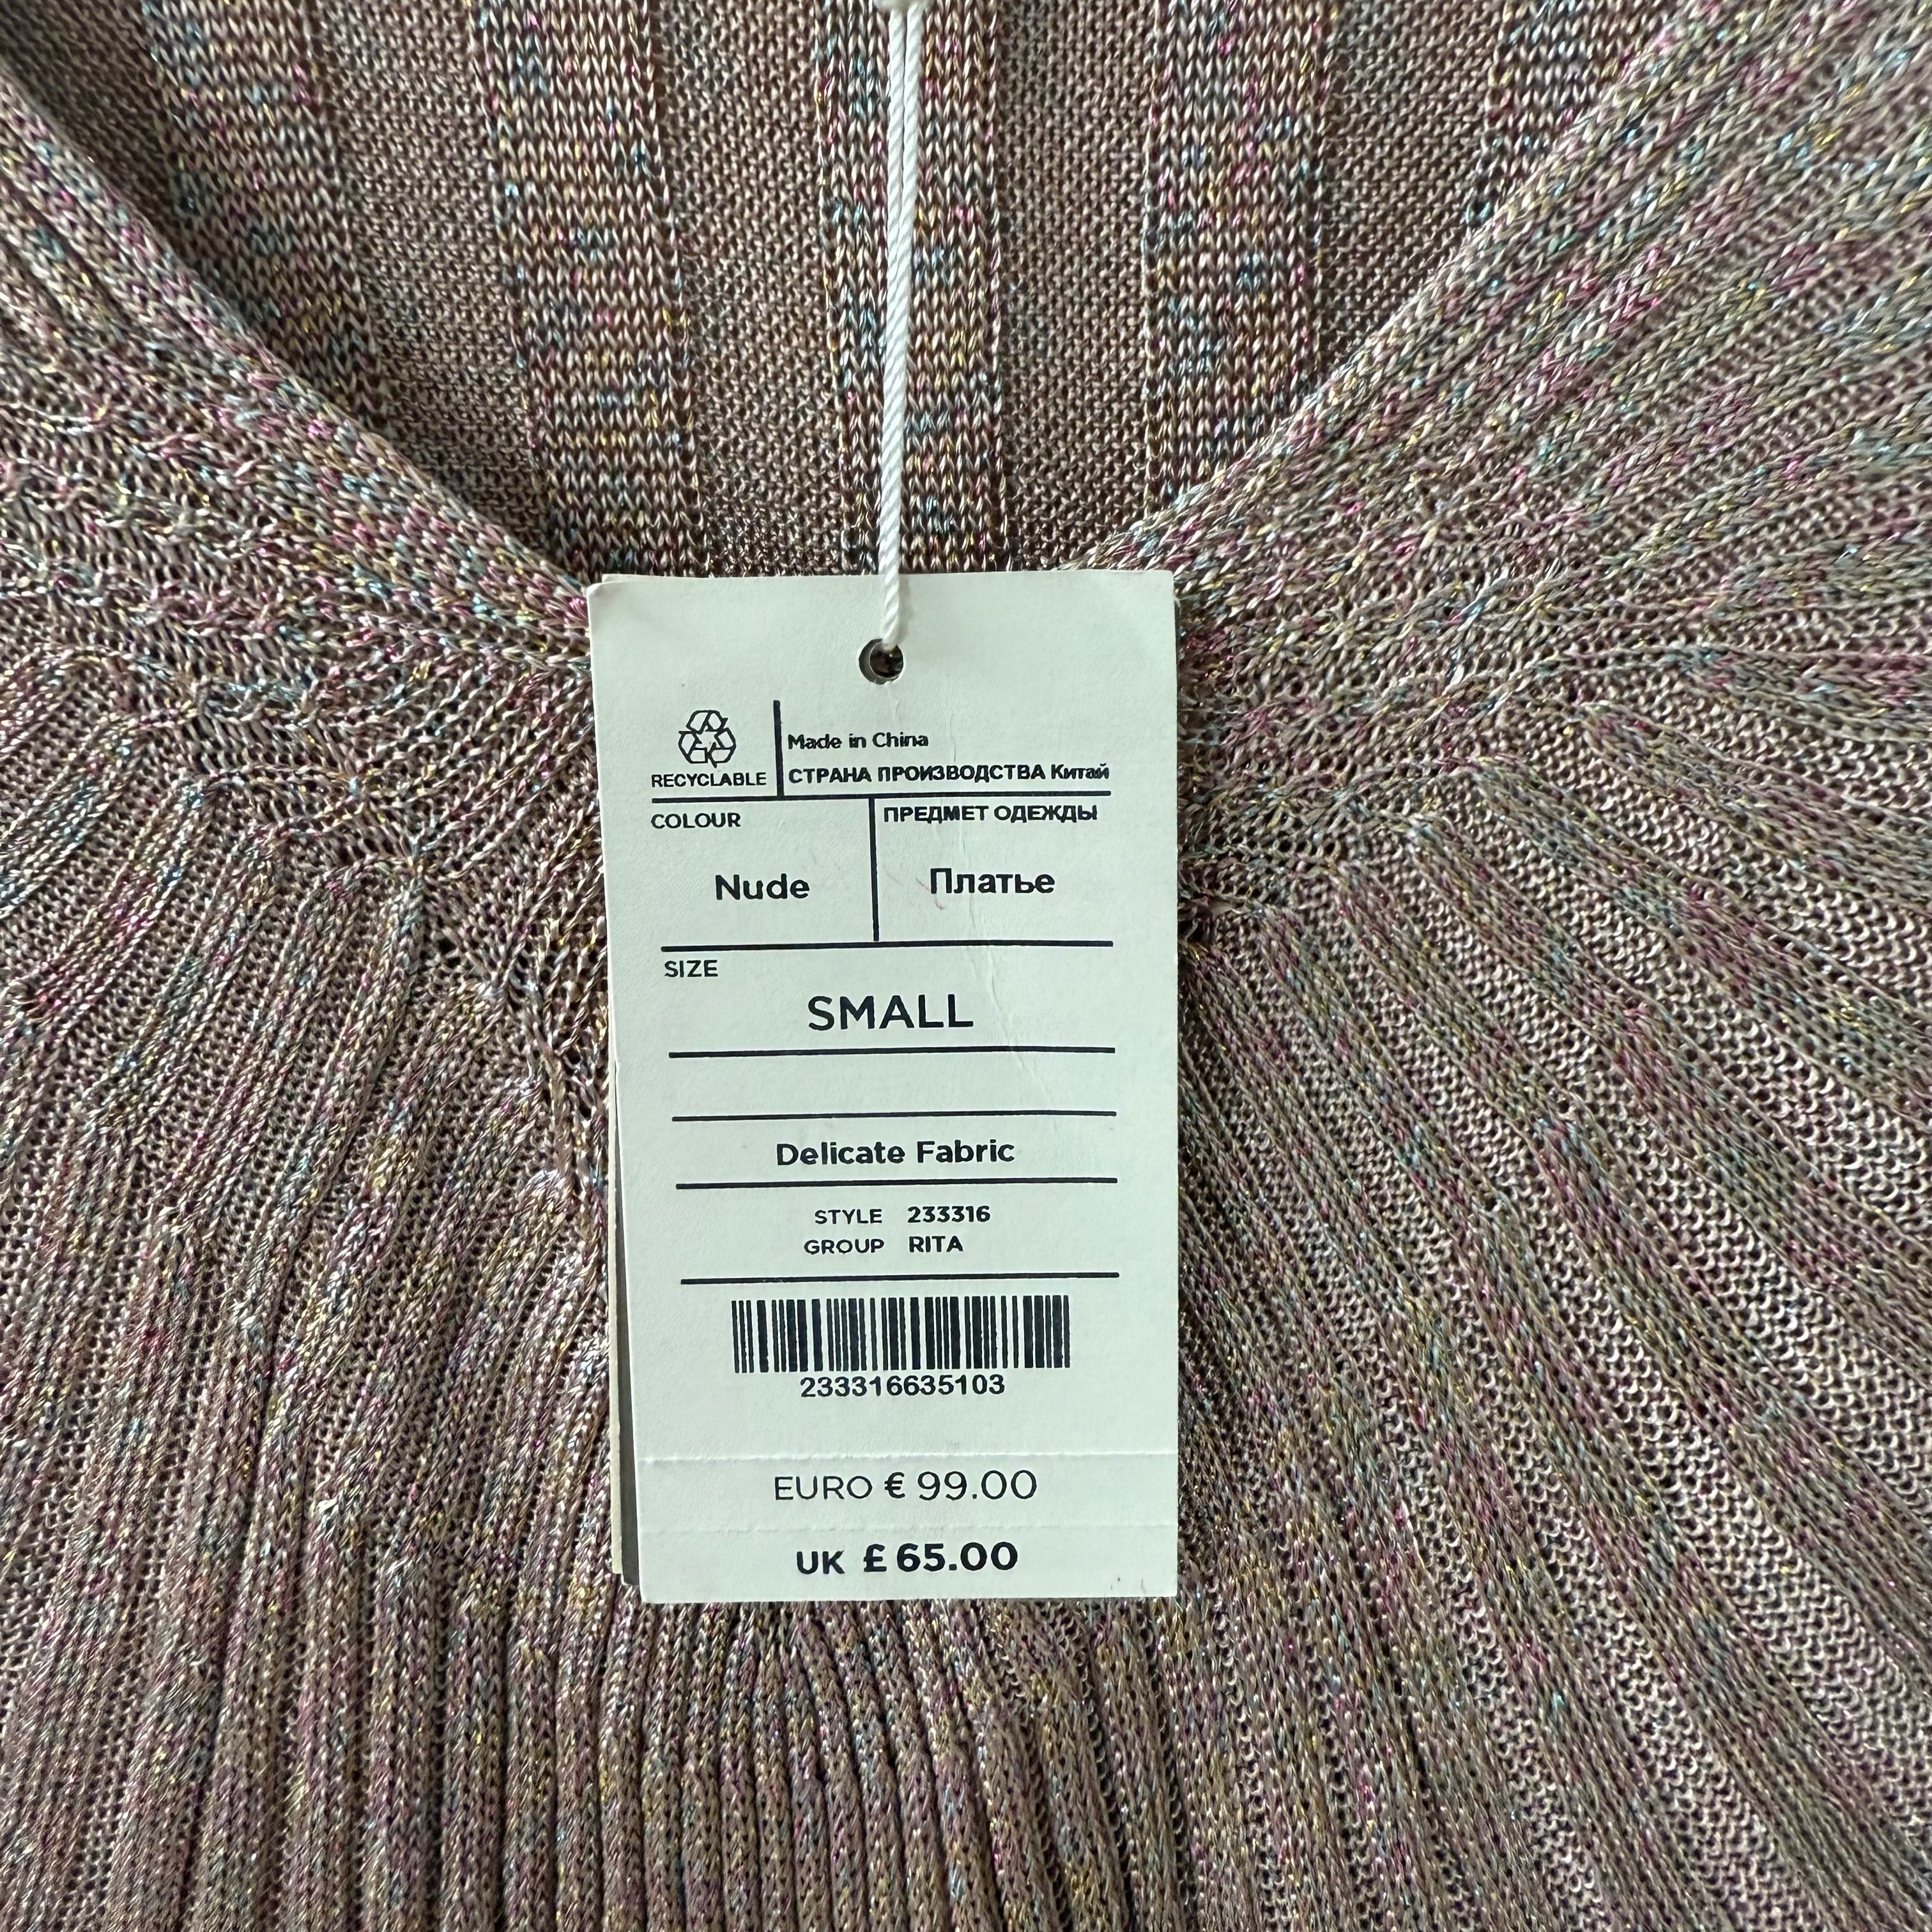 RECYCLABLE
Made in China
СТРАНА ПРОИЗВОДСТВА Китай
COLOUR
Nude
ПРЕДМЕТ ОДЕЖДЫ
Платье
SIZE
SMALL
Delicate Fabric
STYLE 233316
GROUP RITA
233316635103
EURO € 99.00
UK £ 65.00